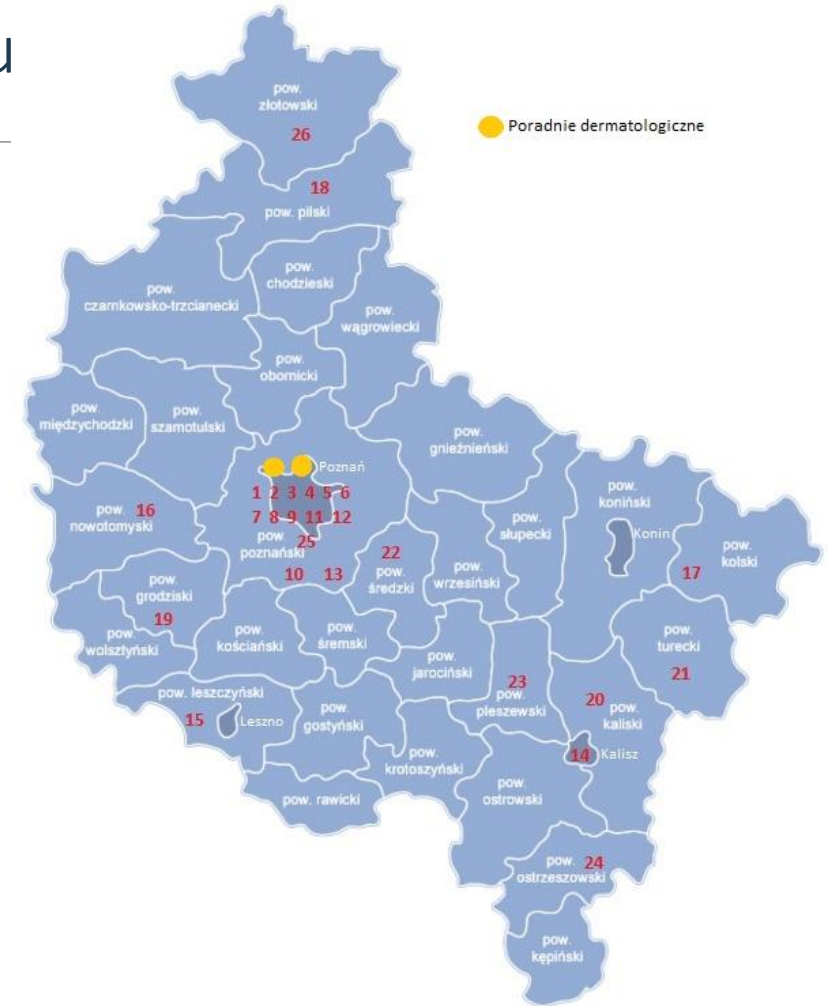 u
pow.
złotowski
26
Poradnie dermatologiczne
18
pow. pilski
pow.
chodzieski
pow.
czarnkowsko-trzcianecki
pow.
wągrowiecki
pow.
obornicki
pow.
międzychodzki
pow.
szamotulski
pow.
gnieźnieński
Poznań
1 2 3 4 5 6
7 8 9 11 12
pow.
poznański
25
10 13
pow.
nowotomyski
16
22
pow.
średzki
pow.
wrzesiński
pow.
słupecki
pow.
koniński
Konin
17
pow.
kolski
pow.
grodziski
19
pow.
wolsztyński
pow.
kościański
pow.
śremski
pow.
jarociński
23
pow.
pleszewski
pow.
turecki
21
20
pow.
kaliski
14
Kalisz
pow. leszczyński
15
Leszno
pow.
gostyński
pow.
krotoszyński
pow. rawicki
pow.
ostrowski
pow.
ostrzeszowski
24
pow.
kępiński